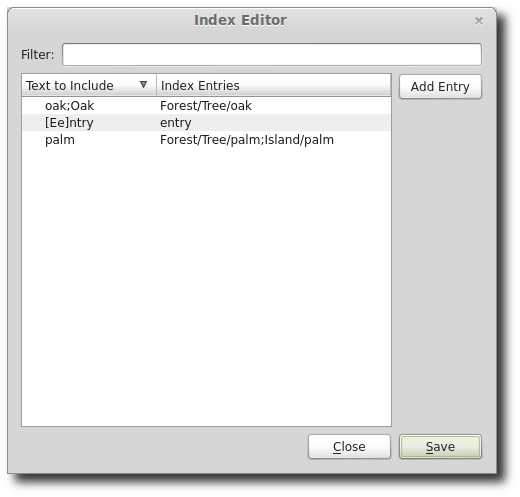 Index Editor
Filter:
Text to Include Index Entries Add Entry
oak;Oak Forest/Tree/oak
[Ee]ntry entry
palm Forest/Tree/palm;Island/palm
Close Save